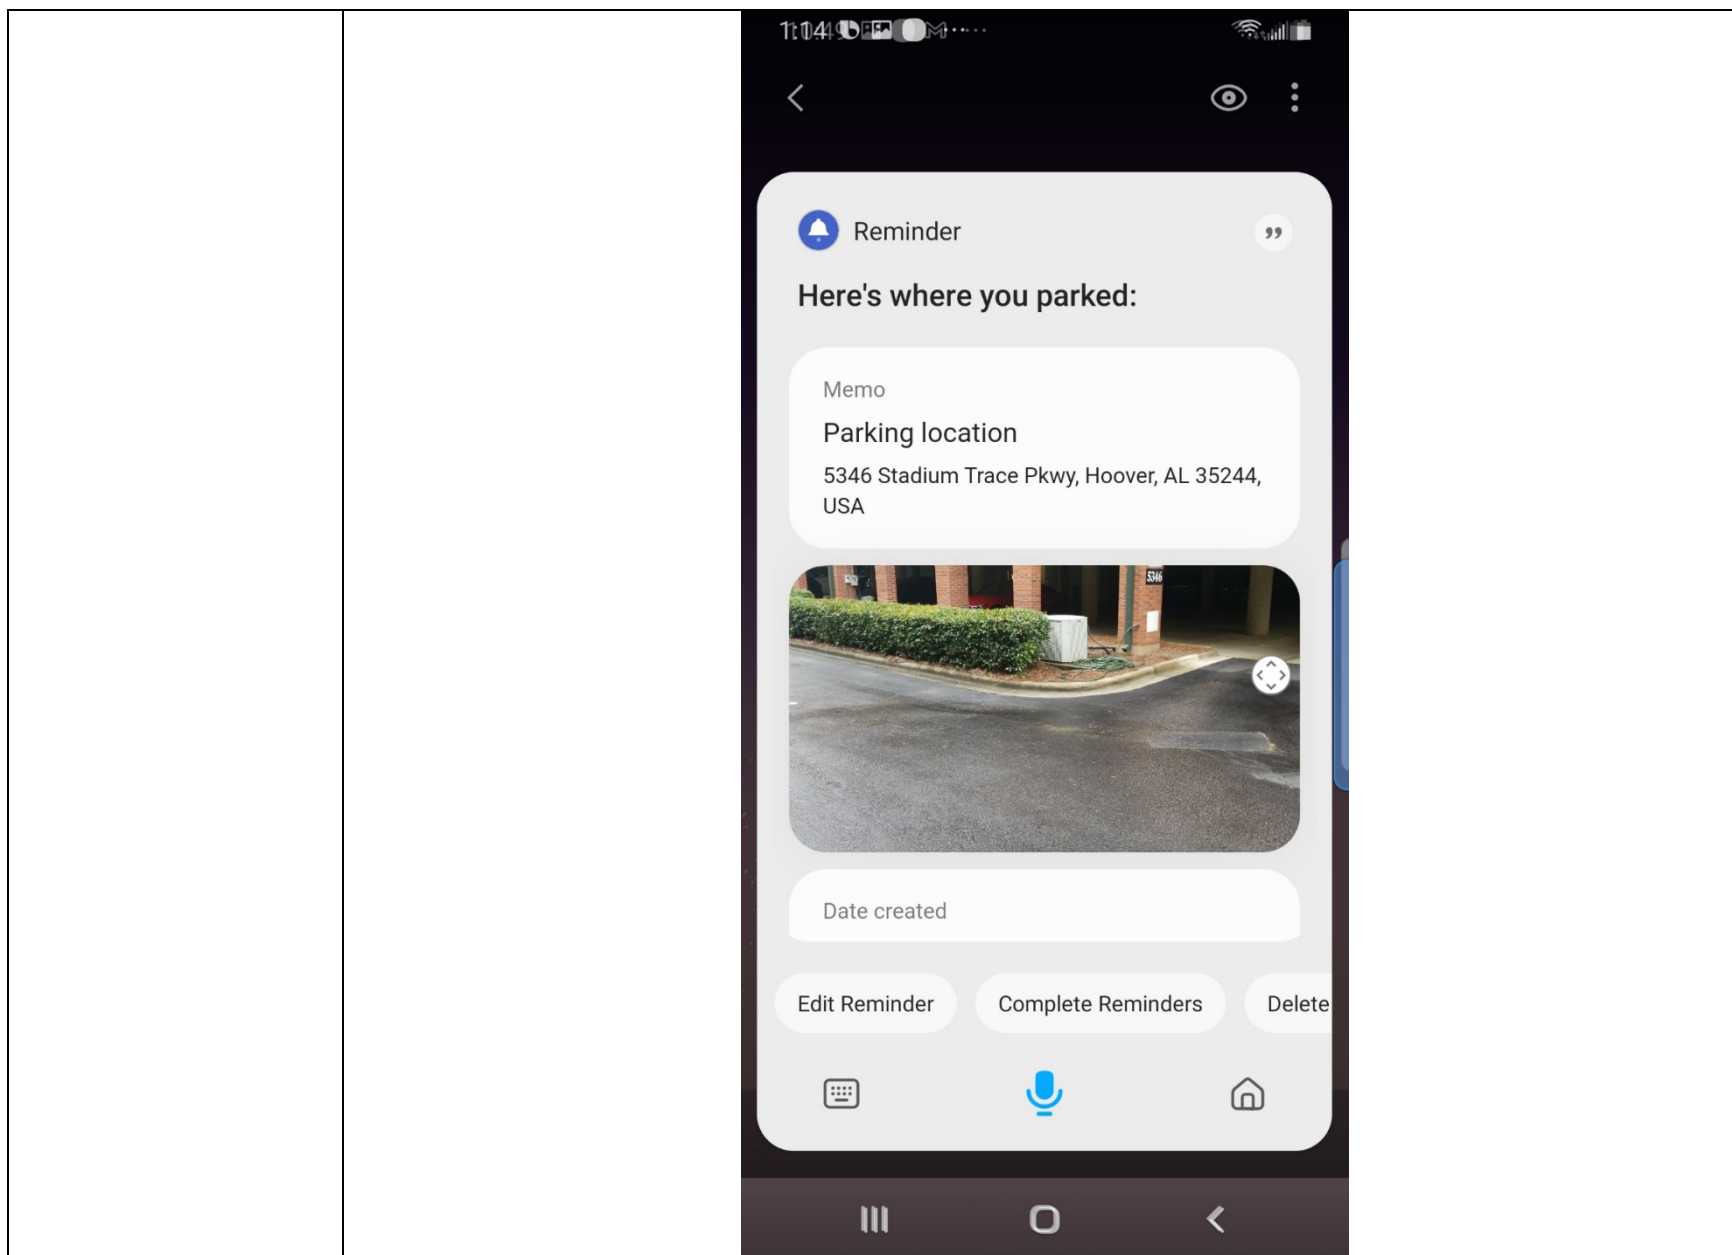 Reminder
Here's where you parked:
Memo
Parking location
5346 Stadium Trace Pkwy, Hoover, AL 35244,
USA
5346
Date created
Edit Reminder
Complete Reminders
Delete